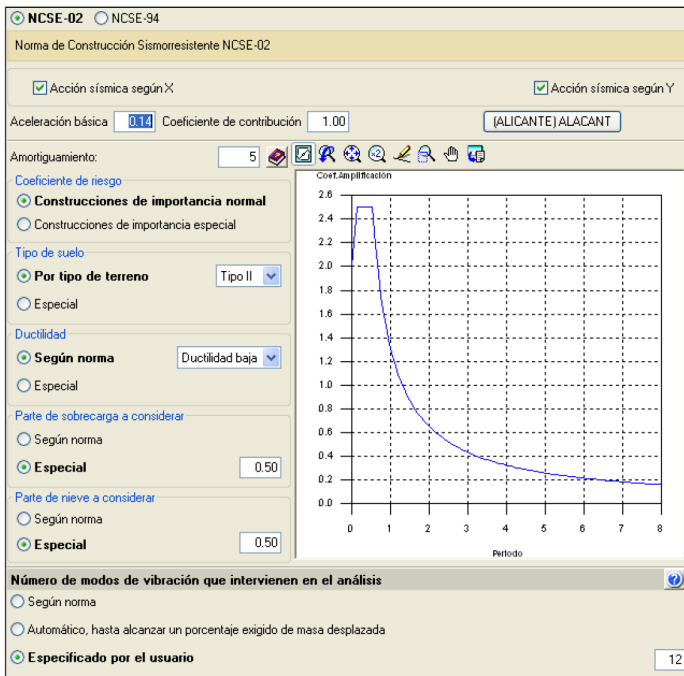 NCSE-02 NCSE-94
Norma de Construcción Sismorresistente NCSE-02
Acción sísmica según X Acción sísmica según Y
Aceleración básica 0.14 Coeficiente de contribución 1.00 (ALICANTE) ALACANT
Amortiguamiento: 5
Coeficiente de riesgo
Construcciones de importancia normal
Construcciones de importancia especial
Tipo de suelo
Por tipo de terreno Tipo II
Especial
Ductilidad
Según norma Ductilidad baja
Especial
Parte de sobrecarga a considerar
Según norma
Especial 0.50
Parte de nieve a considerar
Según norma
Especial 0.50
x2
Coef.Amplificación
2.6
2.4
2.2
2.0
1.8
1.6
1.4
1.2
1.0
0.8
0.6
0.4
0.2
0.0
0 1 2 3 4 5 6 7 8
Periodo
Número de modos de vibración que intervienen en el análisis ?
Según norma
Automático, hasta alcanzar un porcentaje exigido de masa desplazada
Especificado por el usuario 12